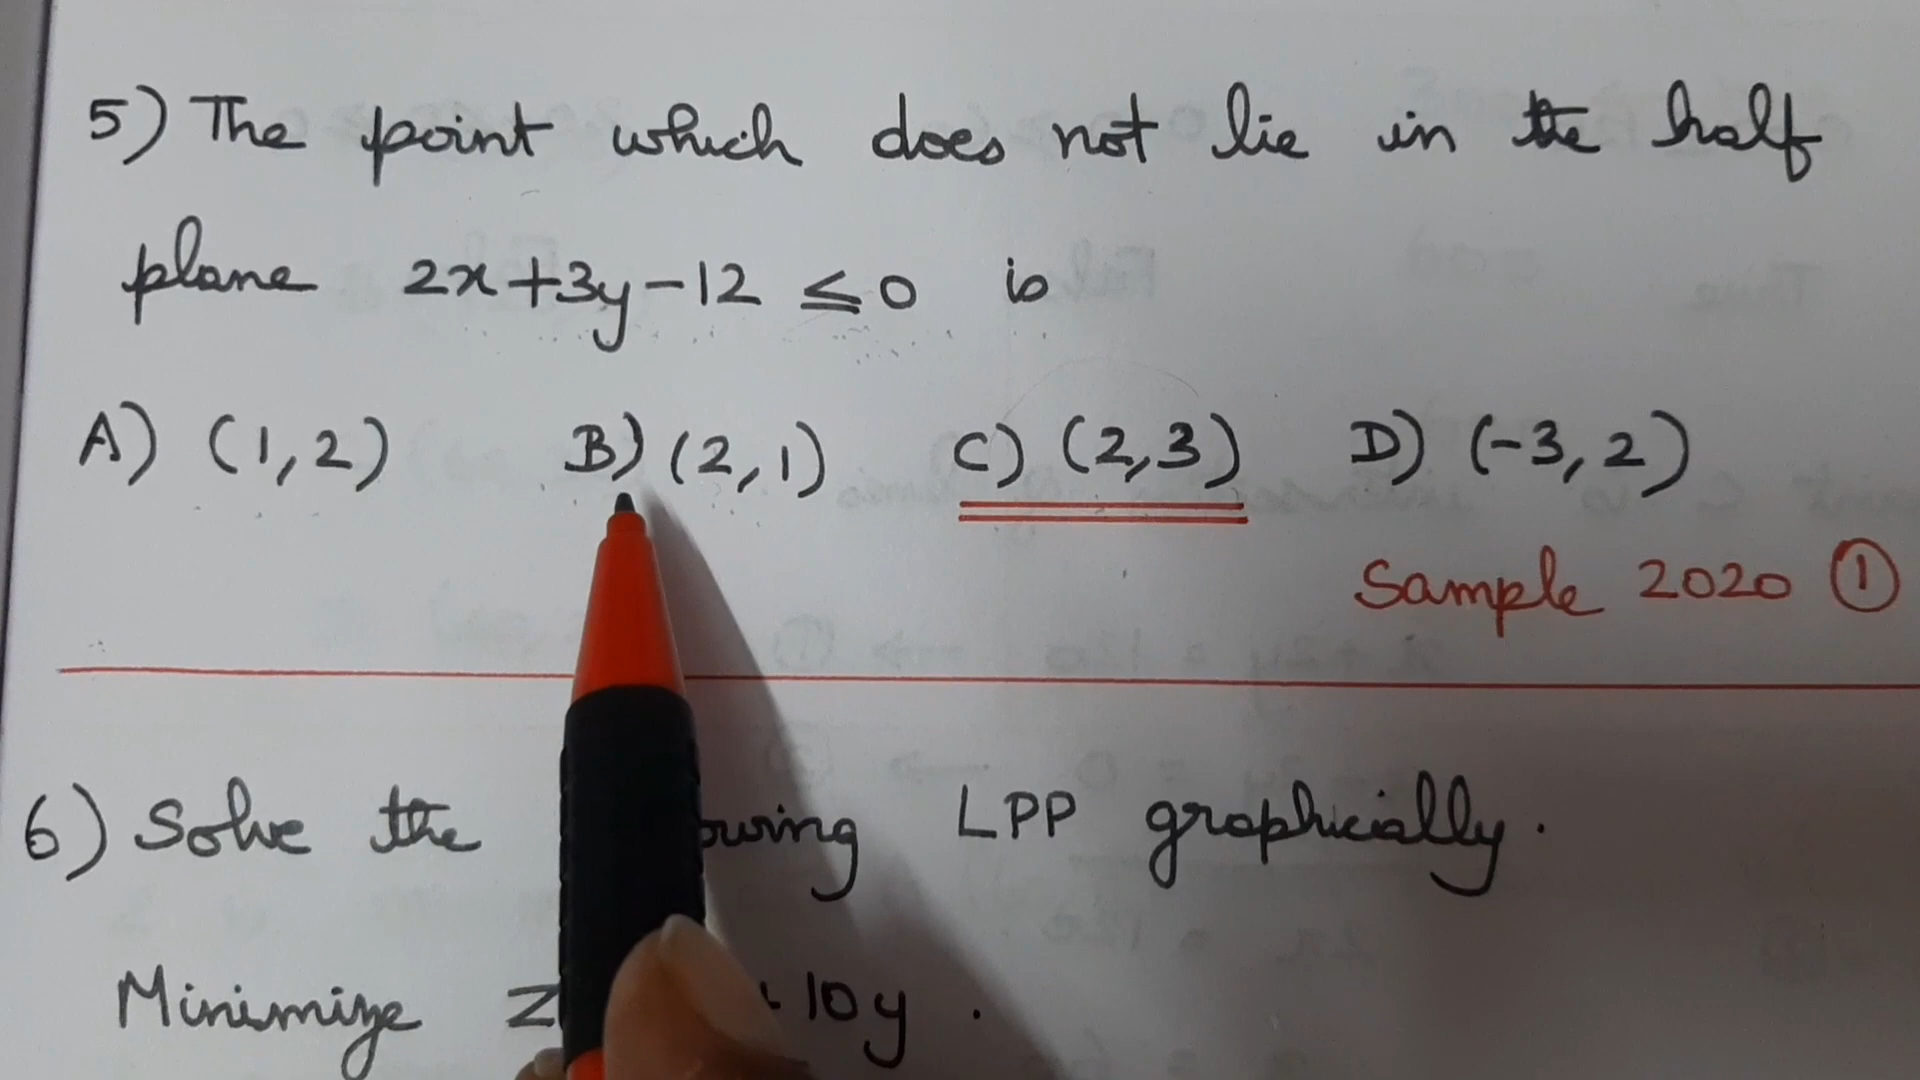 5) The point which does not lie in the half
plane 2x+3y-12 ≤0 is
A) (1,2) B) (2,1) C) (2,3) D) (-3,2)
Sample 2020 ①
6) Solve the LPP graphically.
Minimize Z 10y.